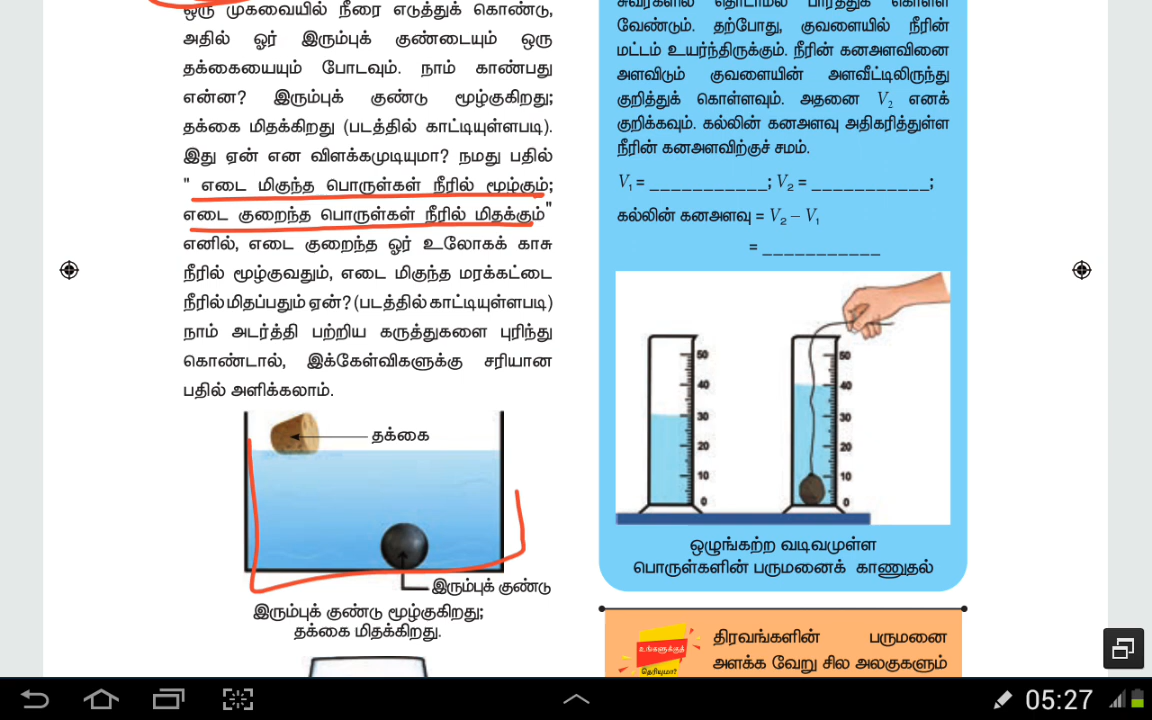 ஒரு முகவையில் நீரை எடுத்துக் கொண்டு,
அதில் ஓர் இரும்புக் குண்டையும் ஒரு
தக்கையையும் போடவும். நாம் காண்பது
என்ன? இரும்புக் குண்டு மூழ்குகிறது;
தக்கை மிதக்கிறது (படத்தில் காட்டியுள்ளபடி).
இது ஏன் என விளக்கமுடியுமா? நமது பதில்
" எடை மிகுந்த பொருள்கள் நீரில் மூழ்கும்;
எடை குறைந்த பொருள்கள் நீரில் மிதக்கும்"
எனில், எடை குறைந்த ஓர் உலோகக் காசு
நீரில் மூழ்குவதும், எடை மிகுந்த மரக்கட்டை
நீரில் மிதப்பதும் ஏன்? (படத்தில் காட்டியுள்ளபடி)
நாம் அடர்த்தி பற்றிய கருத்துகளை புரிந்து
கொண்டால், இக்கேள்விகளுக்கு சரியான
பதில் அளிக்கலாம்.
தக்கை
இரும்புக் குண்டு
இரும்புக் குண்டு மூழ்குகிறது;
தக்கை மிதக்கிறது.
சுவர்களில் தொடாமல் பார்த்துக் கொள்ள
வேண்டும். தற்போது, குவளையில் நீரின்
மட்டம் உயர்ந்திருக்கும். நீரின் கனஅளவினை
அளவிடும் குவளையின் அளவீட்டிலிருந்து
குறித்துக் கொள்ளவும். அதனை V₂ எனக்
குறிக்கவும். கல்லின் கனஅளவு அதிகரித்துள்ள
நீரின் கனஅளவிற்குச் சமம்.
V₁ = ___________; V₂ = ___________;
கல்லின் கனஅளவு = V₂ – V₁
= ___________
50 50
40 40
30 30
20 20
10 10
0 0
ஒழுங்கற்ற வடிவமுள்ள
பொருள்களின் பருமனைக் காணுதல்
உங்களுக்குத்
தெரியுமா?
திரவங்களின் பருமனை
அளக்க வேறு சில அலகுகளும்
05:27